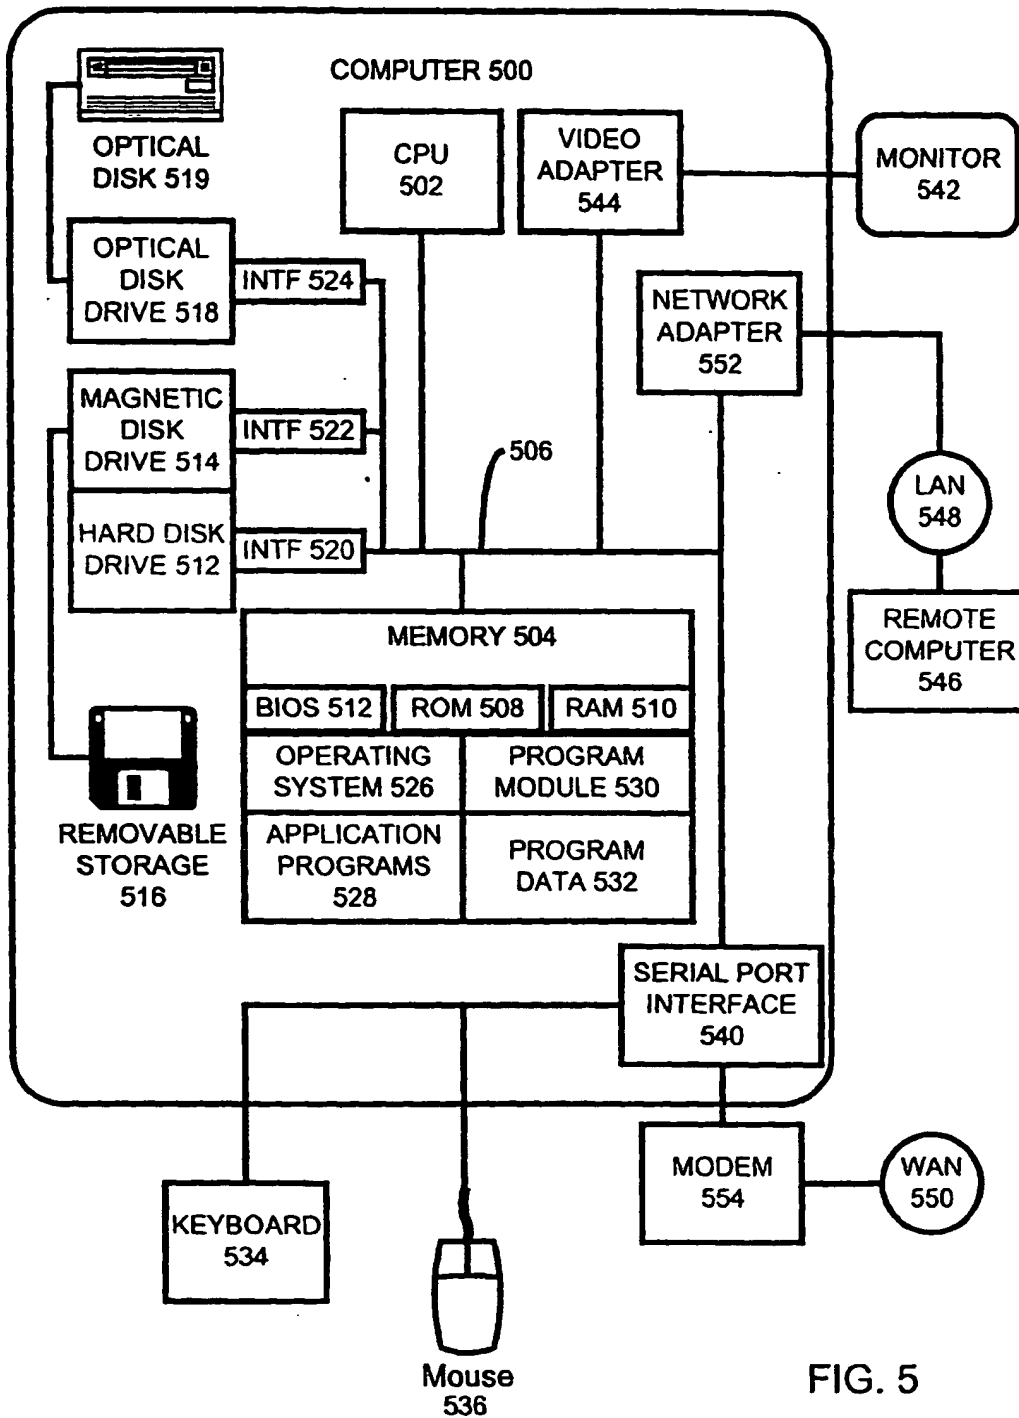 COMPUTER 500
OPTICAL
DISK 519
CPU
502
VIDEO
ADAPTER
544
MONITOR
542
OPTICAL
DISK
DRIVE 518
INTF 524
NETWORK
ADAPTER
552
MAGNETIC
DISK
DRIVE 514
INTF 522
506
LAN
548
HARD DISK
DRIVE 512
INTF 520
REMOTE
COMPUTER
546
MEMORY 504
BIOS 512
ROM 508
RAM 510
OPERATING
SYSTEM 526
PROGRAM
MODULE 530
REMOVABLE
STORAGE
516
APPLICATION
PROGRAMS
528
PROGRAM
DATA 532
SERIAL PORT
INTERFACE
540
MODEM
554
WAN
550
KEYBOARD
534
Mouse
536
FIG. 5